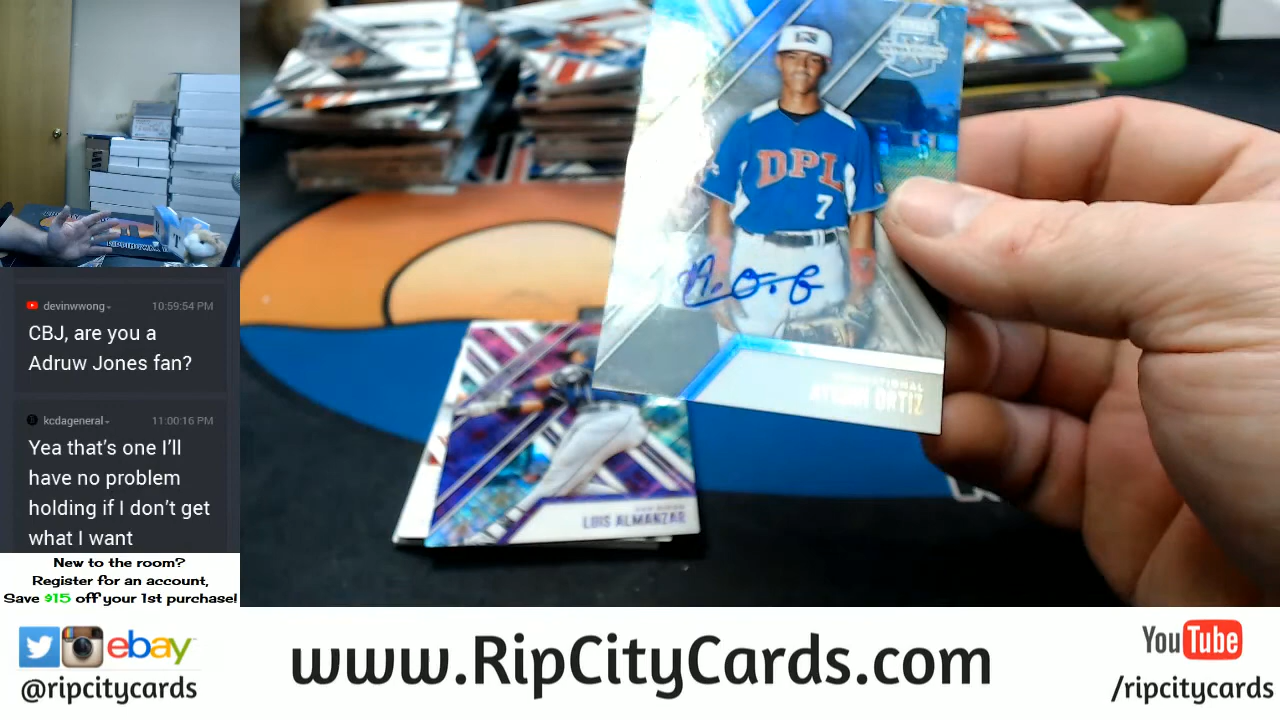 devinwwong
10:59:54 PM
CBJ, are you a
Adruw Jones fan?
kcdageneral
11:00:16 PM
Yea that's one I'll
have no problem
holding if I don't get
what I want
New to the room?
Register for an account,
Save $15 off your 1st purchase!
DPL
7
ORTIZ
LUIS ALMANZAR
ebay
@ripcitycards
www.RipCityCards.com
YouTube
/ripcitycards